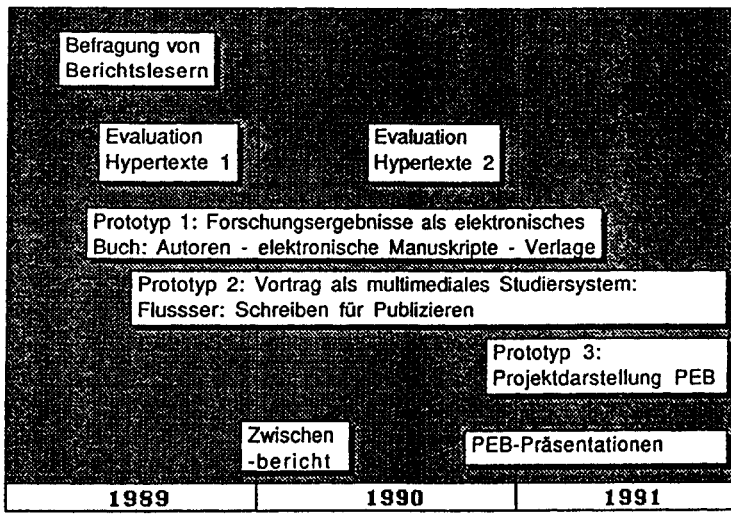 Befragung von
Berichtslesern
Evaluation
Hypertexte 1
Evaluation
Hypertexte 2
Prototyp 1: Forschungsergebnisse als elektronisches
Buch: Autoren - elektronische Manuskripte - Verlage
Prototyp 2: Vortrag als multimediales Studiersystem:
Flussser: Schreiben für Publizieren
Prototyp 3:
Projektdarstellung PEB
Zwischen
-bericht
PEB-Präsentationen
1989 1990 1991